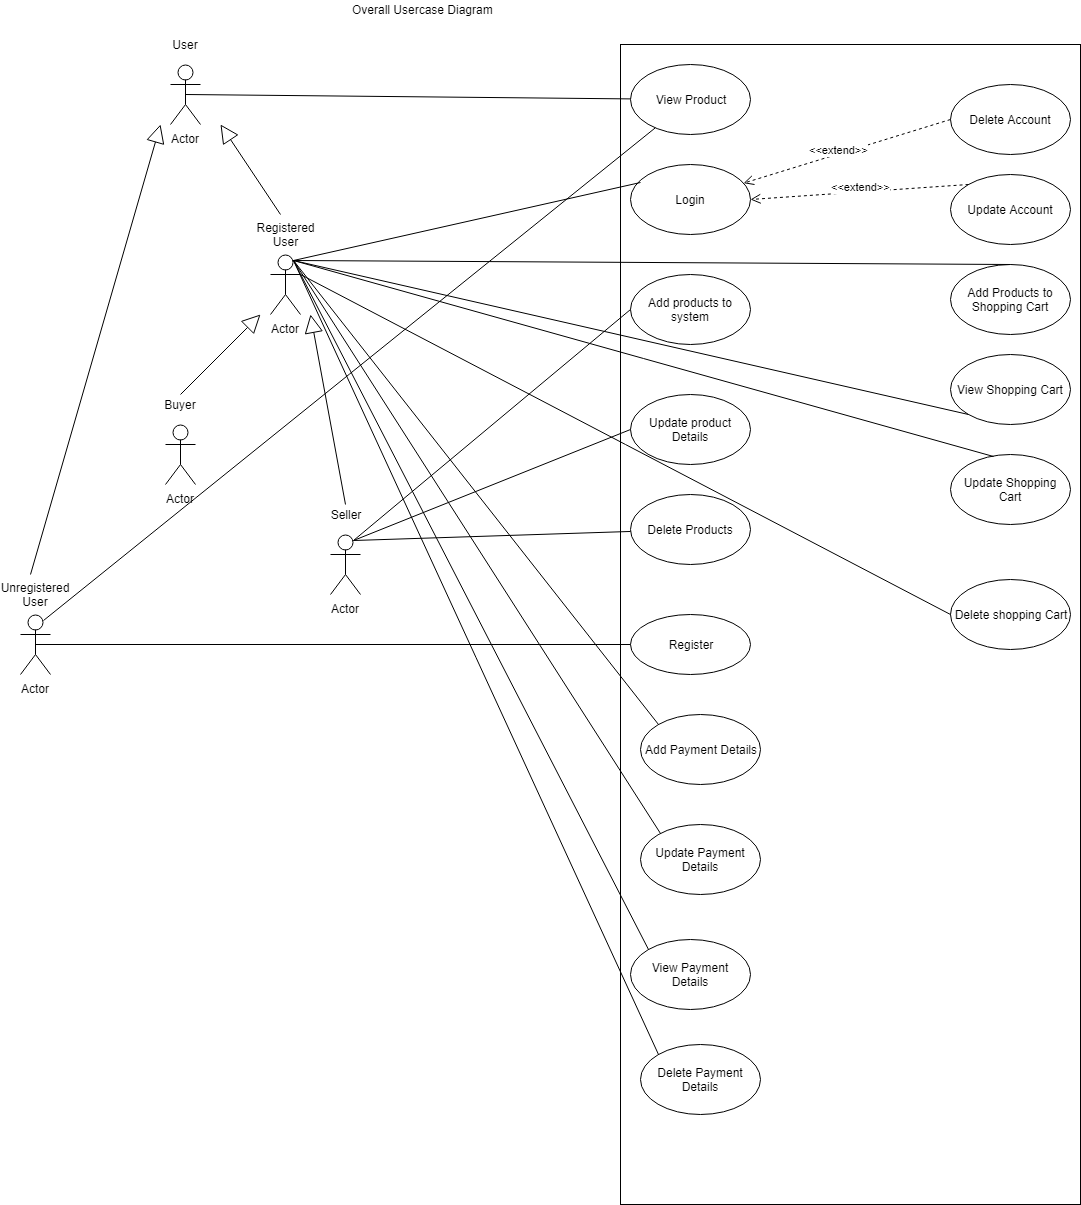 Overall Usercase Diagram
User
Actor
Registered
User
Actor
Buyer
Actor
Seller
Actor
Unregistered
User
Actor
View Product
Login
Add products to
system
Update product
Details
Delete Products
Register
Add Payment Details
Update Payment
Details
View Payment
Details
Delete Payment
Details
<<extend>>
<<extend>>
Delete Account
Update Account
Add Products to
Shopping Cart
View Shopping Cart
Update Shopping
Cart
Delete shopping Cart